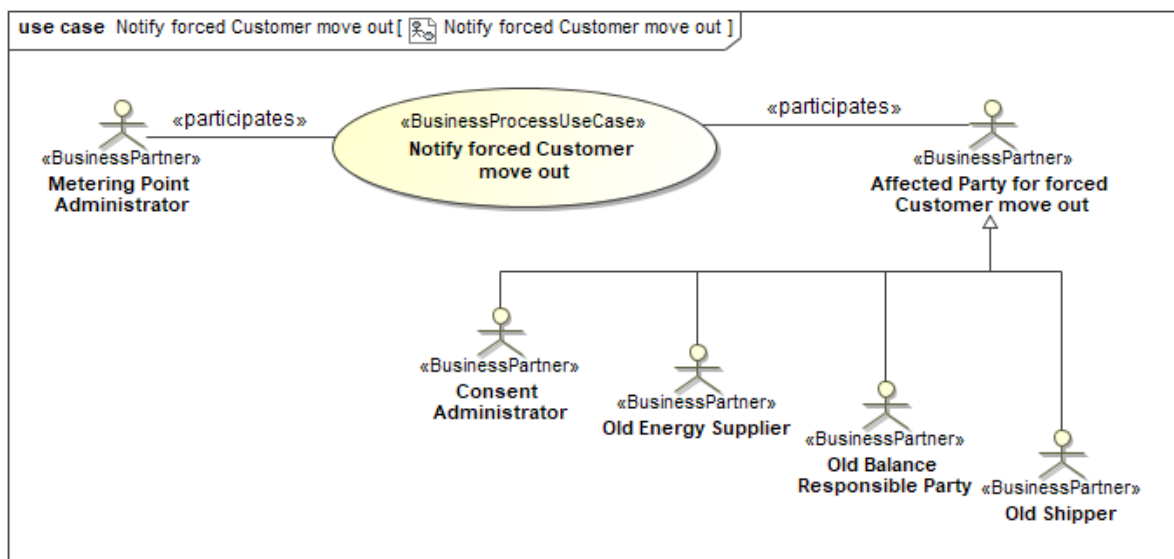 use case Notify forced Customer move out[ Notify forced Customer move out ]
«participates»
«participates»
«BusinessProcessUseCase»
Notify forced Customer
move out
«BusinessPartner»
Metering Point
Administrator
«BusinessPartner»
Affected Party for forced
Customer move out
«BusinessPartner»
Consent
Administrator
«BusinessPartner»
Old Energy Supplier
«BusinessPartner»
Old Balance
Responsible Party
«BusinessPartner»
Old Shipper